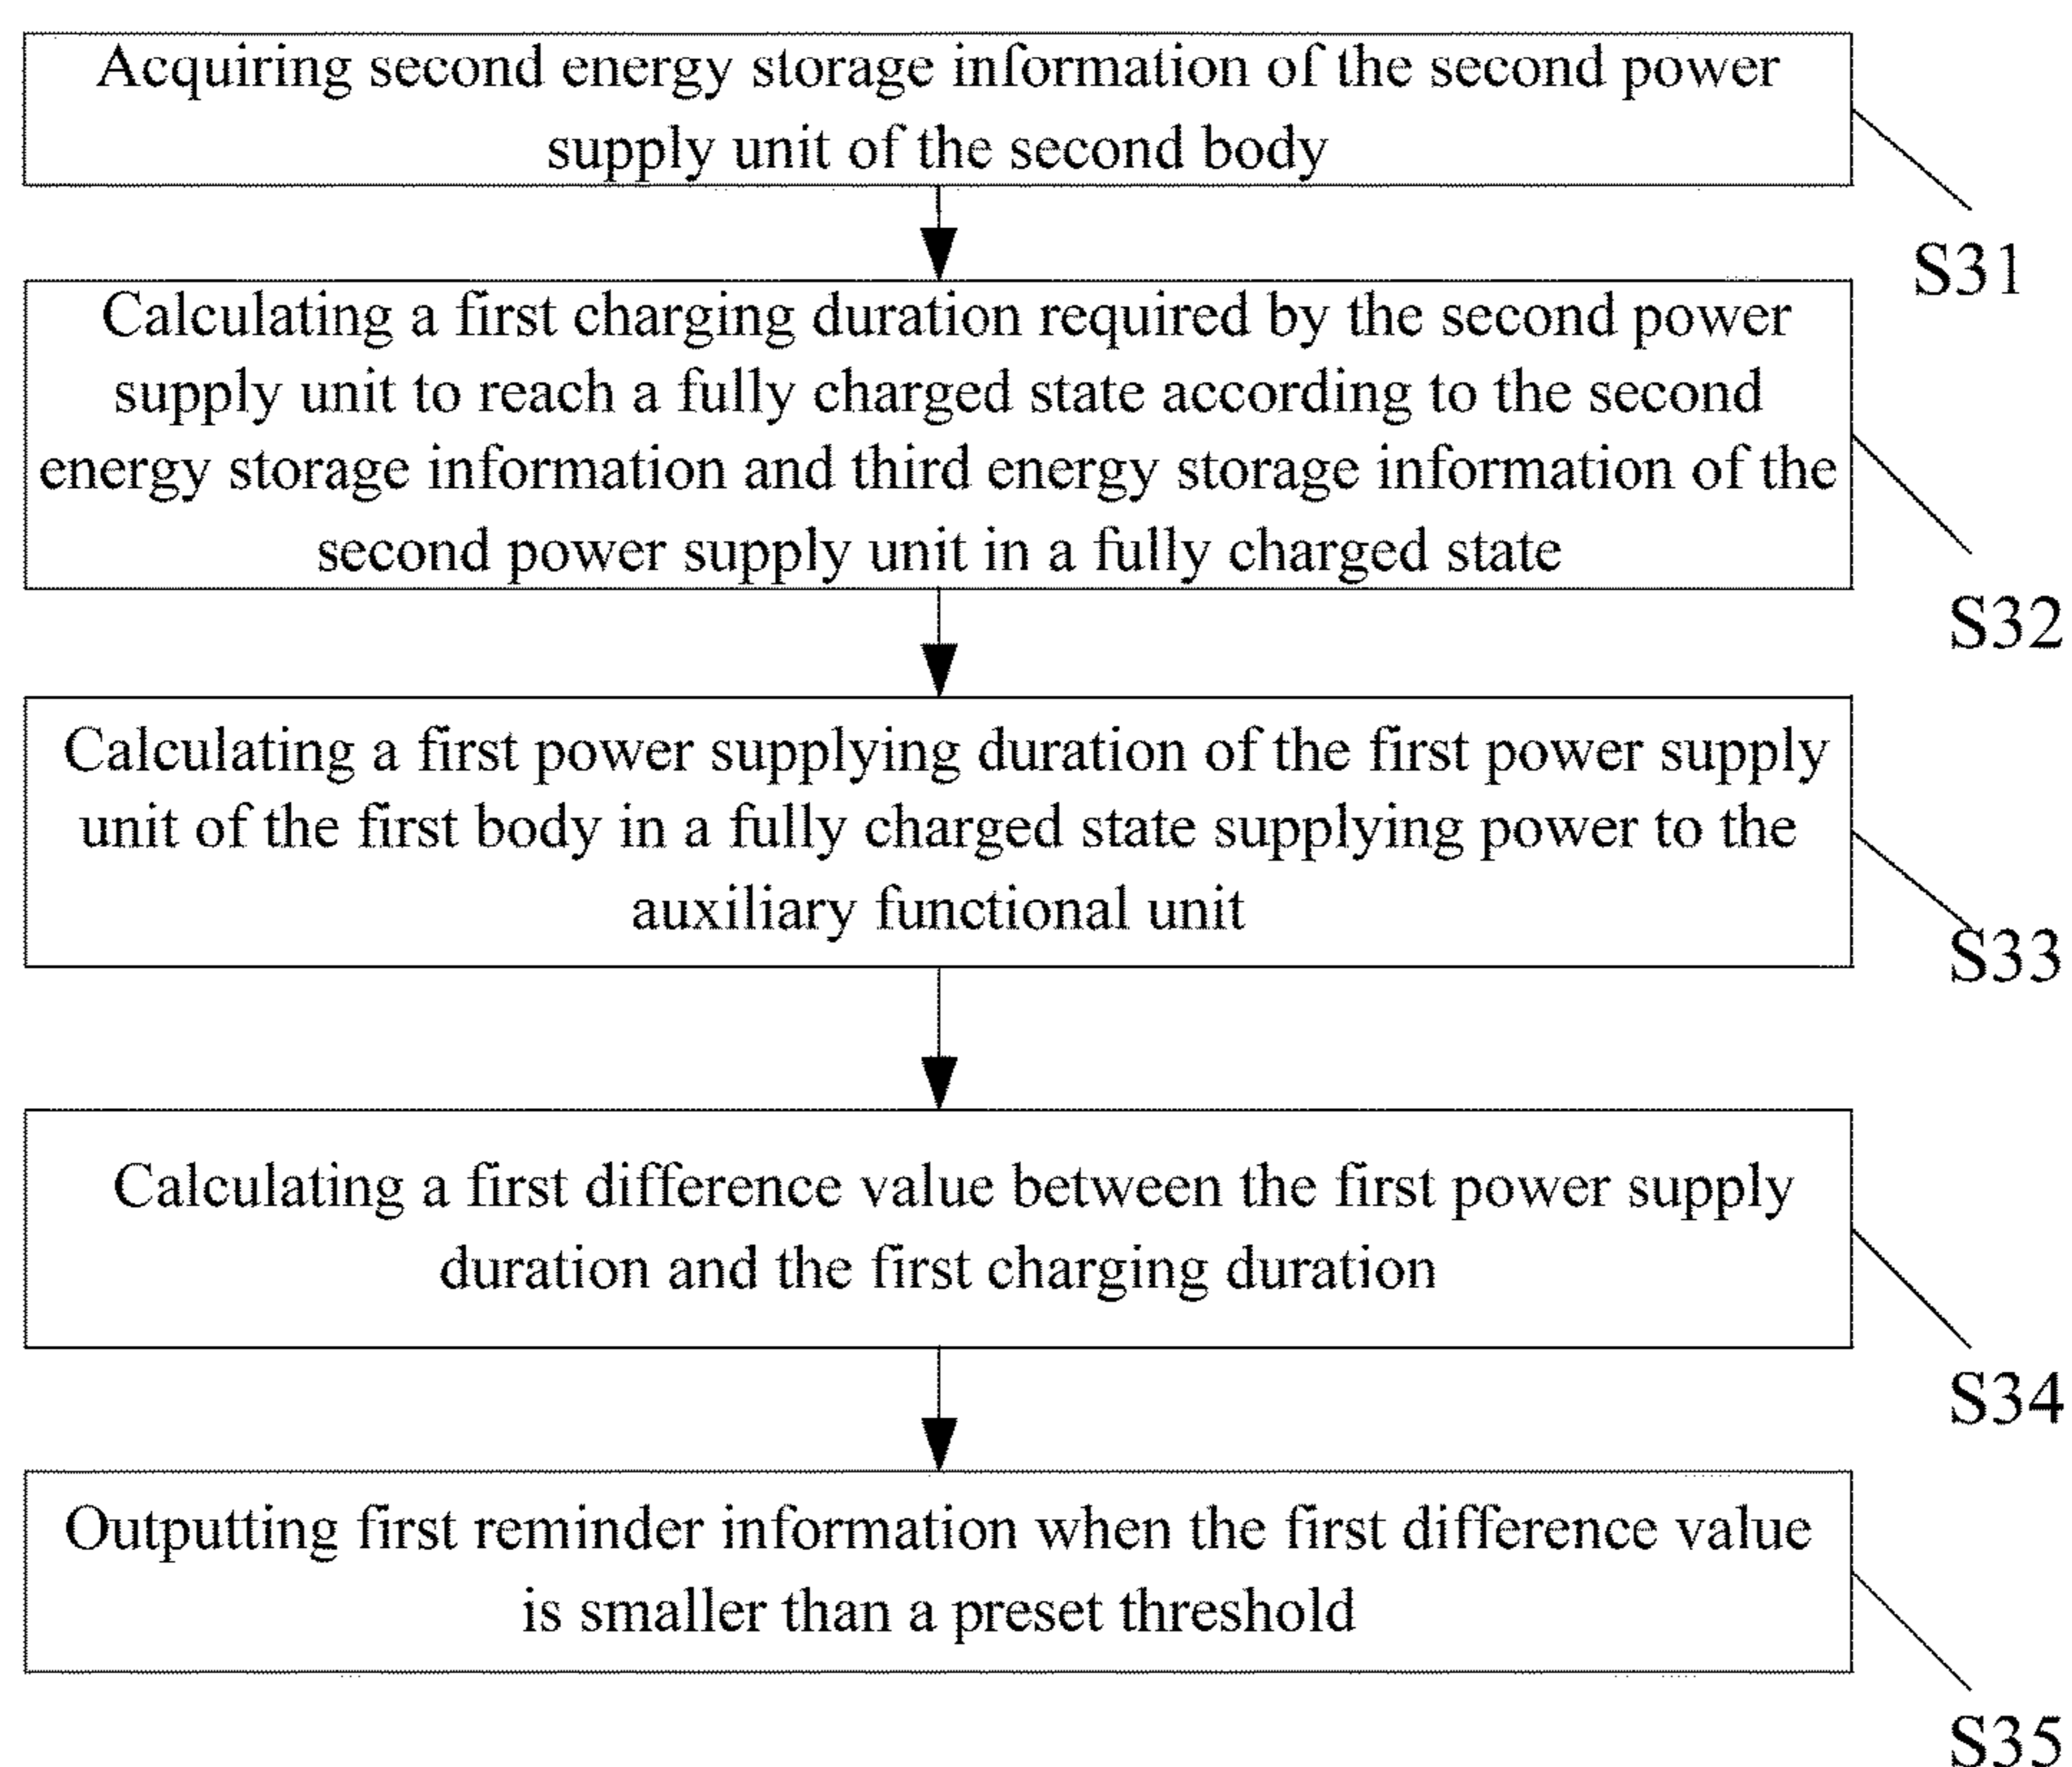 Acquiring second energy storage information of the second power
supply unit of the second body
S31
Calculating a first charging duration required by the second power
supply unit to reach a fully charged state according to the second
energy storage information and third energy storage information of the
second power supply unit in a fully charged state
S32
Calculating a first power supplying duration of the first power supply
unit of the first body in a fully charged state supplying power to the
auxiliary functional unit
S33
Calculating a first difference value between the first power supply
duration and the first charging duration
S34
Outputting first reminder information when the first difference value
is smaller than a preset threshold
S35